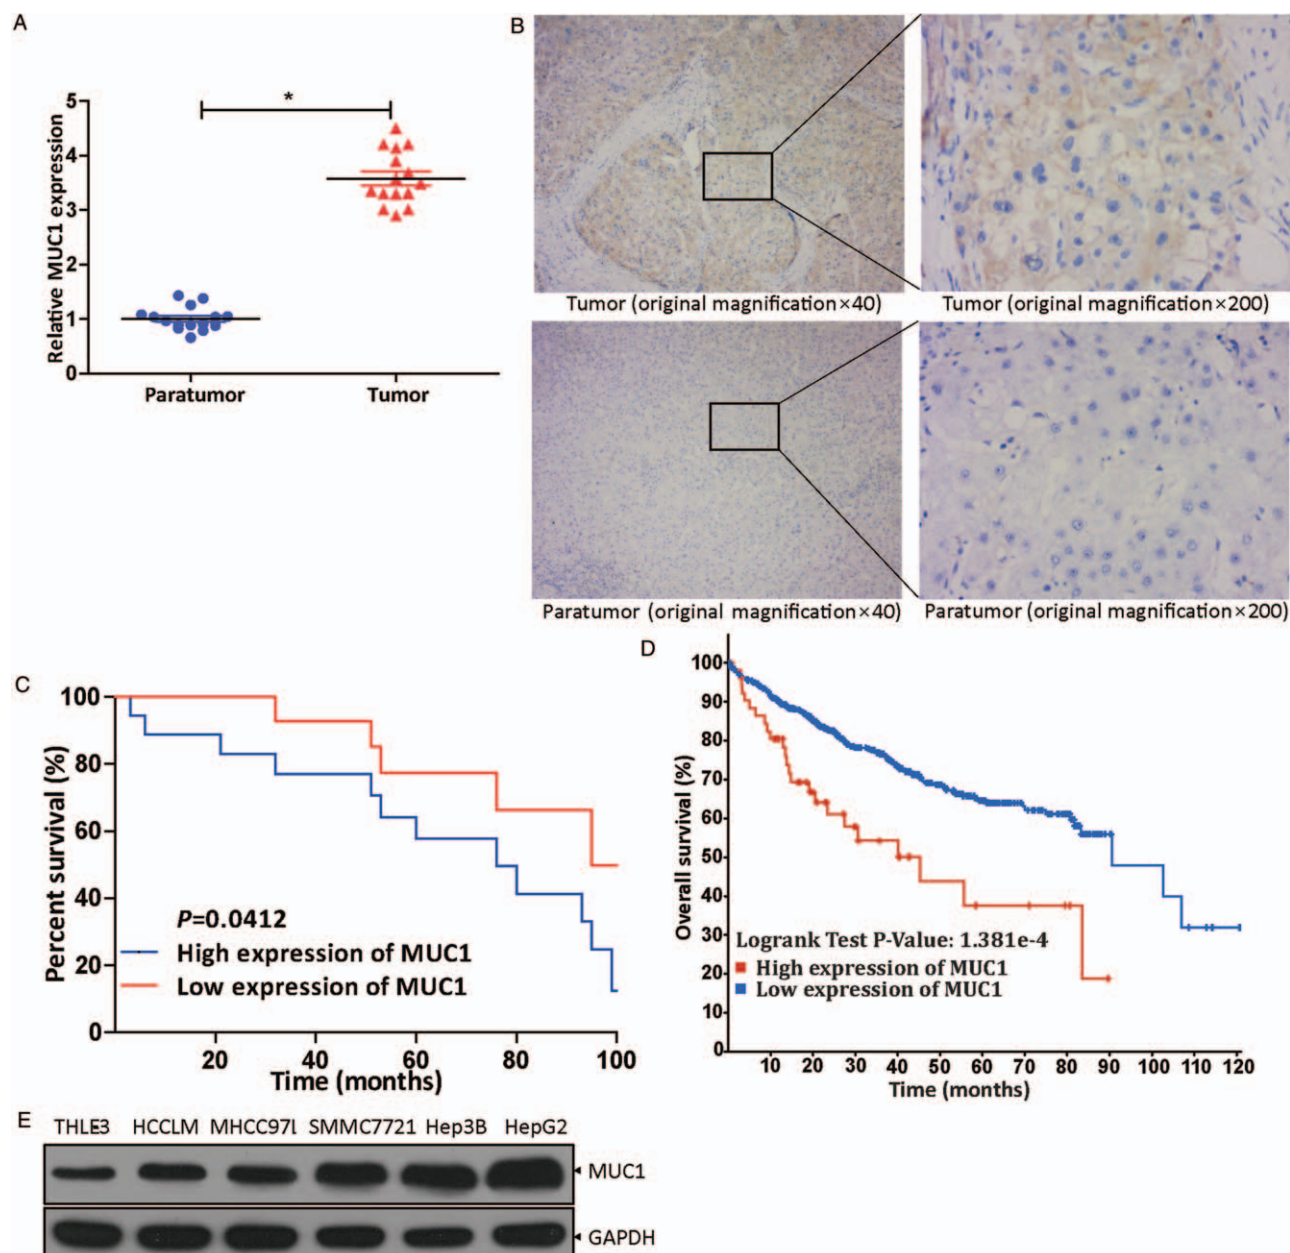 A
5
4
3
2
1
0
Relative MUC1 expression
*
Paratumor
Tumor
B
Tumor (original magnification×40)
Tumor (original magnification×200)
Paratumor (original magnification×40)
Paratumor (original magnification×200)
C
100
80
60
40
20
0
Percent survival (%)
P=0.0412
High expression of MUC1
Low expression of MUC1
20 40 60 80 100
Time (months)
D
100
90
80
70
60
50
40
30
20
10
0
Overall survival (%)
Logrank Test P-Value: 1.381e-4
High expression of MUC1
Low expression of MUC1
10 20 30 40 50 60 70 80 90 100 110 120
Time (months)
E
THLE3 HCCLM MHCC97L SMMC7721 Hep3B HepG2
MUC1
GAPDH